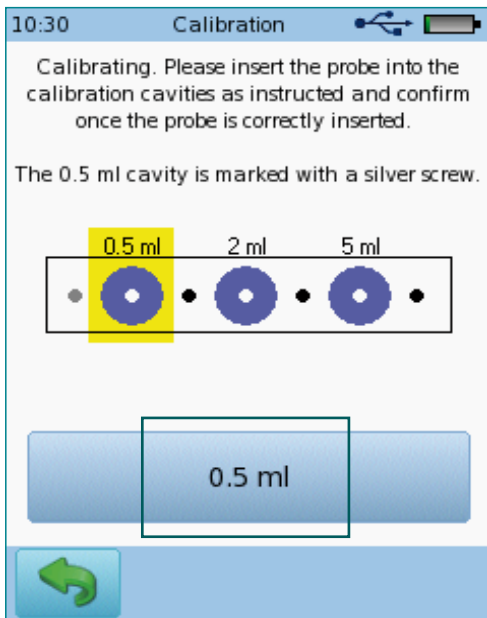 10:30 Calibration
Calibrating. Please insert the probe into the
calibration cavities as instructed and confirm
once the probe is correctly inserted.
The 0.5 ml cavity is marked with a silver screw.
0.5 ml 2 ml 5 ml
0.5 ml